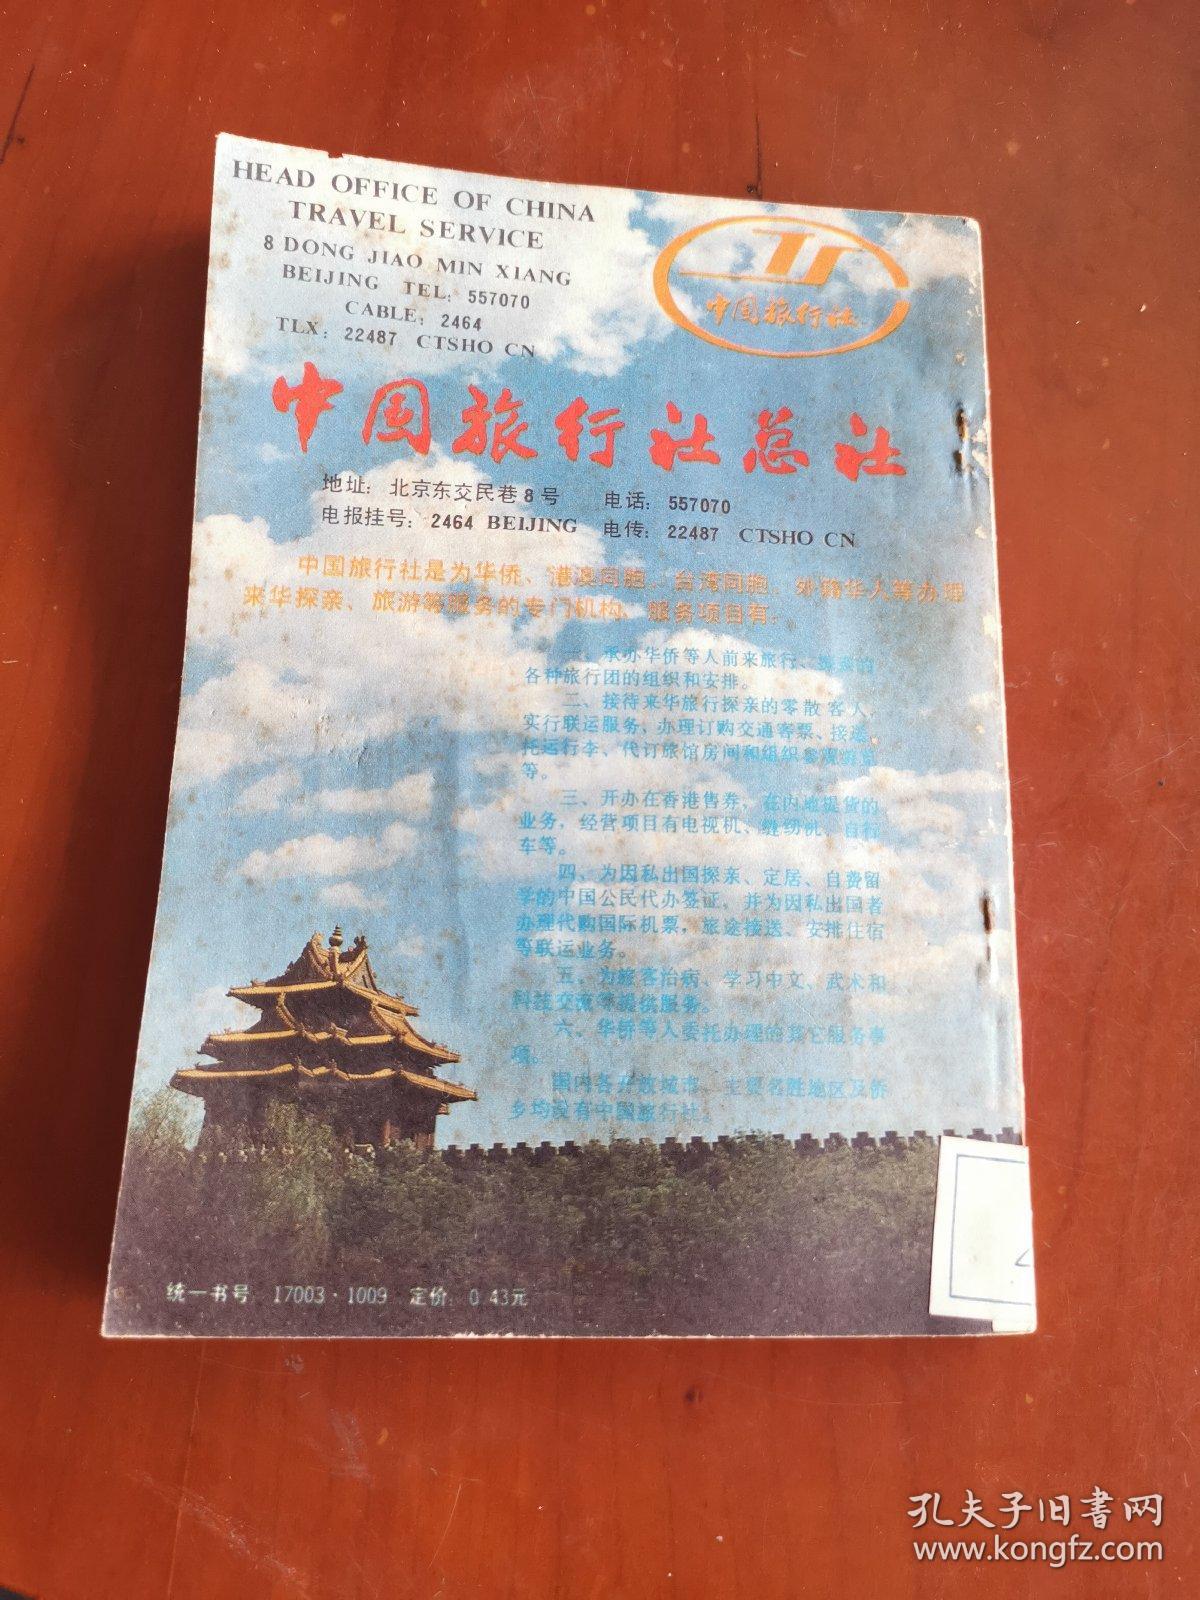 HEAD OFFICE OF CHINA
TRAVEL SERVICE
8 DONG JIAO MIN XIANG
BEIJING TEL: 557070
CABLE: 2464
TLX: 22487 CTSHO CN
中国旅行社
中国旅行社总社
地址: 北京东交民巷8号 电话: 557070
电报挂号: 2464 BEIJING 电传: 22487 CTSHO CN
中国旅行社是为华侨、港澳同胞、台湾同胞、外籍华人等办理
来华探亲、旅游等服务的专门机构。服务项目有:
一、承办华侨等人前来旅行、
各种旅行团的组织和安排。
二、接待来华旅行探亲的零散客人,
实行联运服务, 办理订购交通客票、接送、
托运行李、代订旅馆房间和组织参观游览
等。
三、开办在香港售券, 在内地提货的
业务, 经营项目有电视机、缝纫机、自行
车等。
四、为因私出国探亲、定居、自费留
学的中国公民代办签证, 并为因私出国者
办理代购国际机票, 旅途接送、安排住宿
等联运业务。
五、为旅客治病、学习中文、武术和
科技交流等提供服务。
六、华侨等人委托办理的其它服务事
项。
国内各开放城市、主要名胜地区及侨
乡均设有中国旅行社。
统一书号 17003·1009 定价: 0.43元
孔夫子旧书网
www.kongfz.com